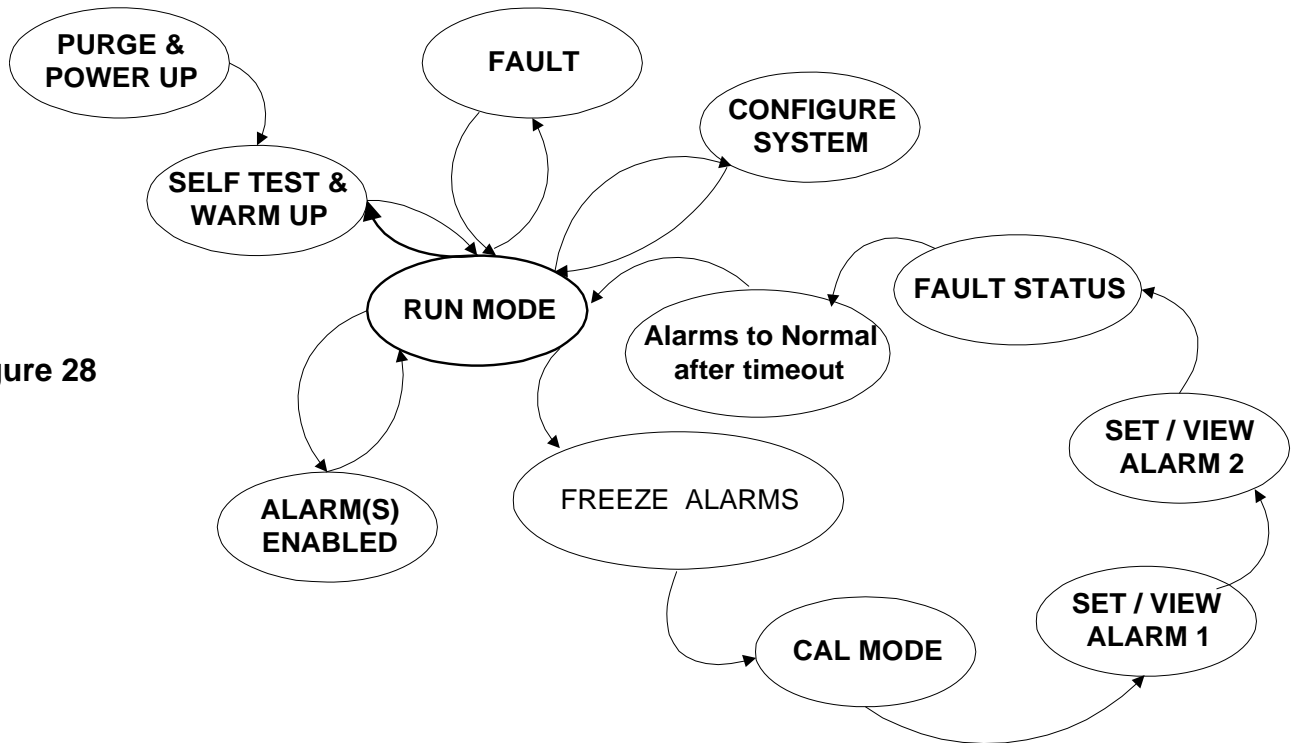 PURGE &
POWER UP
FAULT
CONFIGURE
SYSTEM
SELF TEST &
WARM UP
RUN MODE
FAULT STATUS
Alarms to Normal
after timeout
gure 28
SET / VIEW
ALARM 2
ALARM(S)
ENABLED
FREEZE ALARMS
SET / VIEW
ALARM 1
CAL MODE